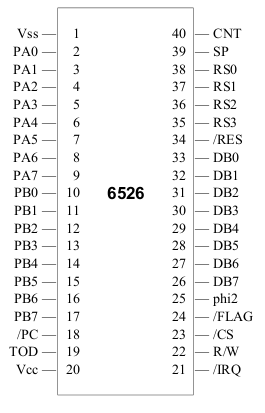 Vss 1 40 CNT
PA0 2 39 SP
PA1 3 38 RS0
PA2 4 37 RS1
PA3 5 36 RS2
PA4 6 35 RS3
PA5 7 34 /RES
PA6 8 33 DB0
PA7 9 32 DB1
PB0 10 6526 31 DB2
PB1 11 30 DB3
PB2 12 29 DB4
PB3 13 28 DB5
PB4 14 27 DB6
PB5 15 26 DB7
PB6 16 25 phi2
PB7 17 24 /FLAG
/PC 18 23 /CS
TOD 19 22 R/W
Vcc 20 21 /IRQ